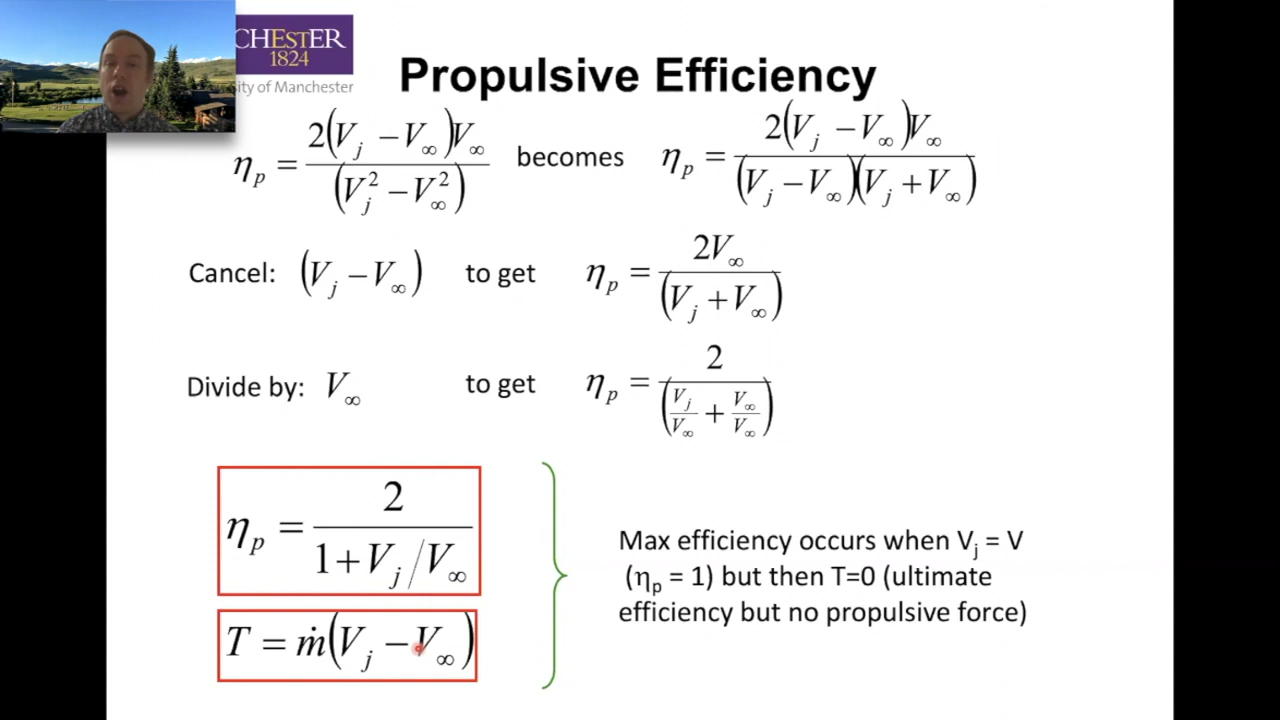 CHESTER
1824
ity of Manchester
Propulsive Efficiency
η_p = 2(V_j − V_∞)V_∞ / (V_j² − V_∞²) becomes η_p = 2(V_j − V_∞)V_∞ / (V_j − V_∞)(V_j + V_∞)
Cancel: (V_j − V_∞) to get η_p = 2V_∞ / (V_j + V_∞)
Divide by: V_∞ to get η_p = 2 / (V_j/V_∞ + V_∞/V_∞)
η_p = 2 / (1 + V_j/V_∞)
T = ṁ(V_j − V_∞)
Max efficiency occurs when V_j = V
(η_p = 1) but then T=0 (ultimate
efficiency but no propulsive force)